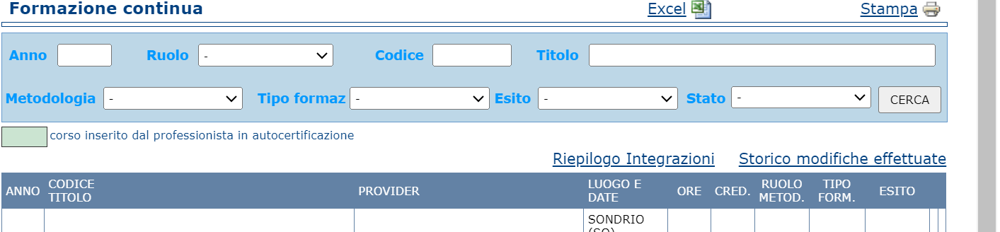 Formazione continua Excel Stampa
Anno Ruolo - Codice Titolo
Metodologia - Tipo formaz - Esito - Stato - CERCA
corso inserito dal professionista in autocertificazione
Riepilogo Integrazioni Storico modifiche effettuate
ANNO CODICE TITOLO PROVIDER LUOGO E DATE ORE CRED. RUOLO METOD. TIPO FORM. ESITO
SONDRIO
(SO)